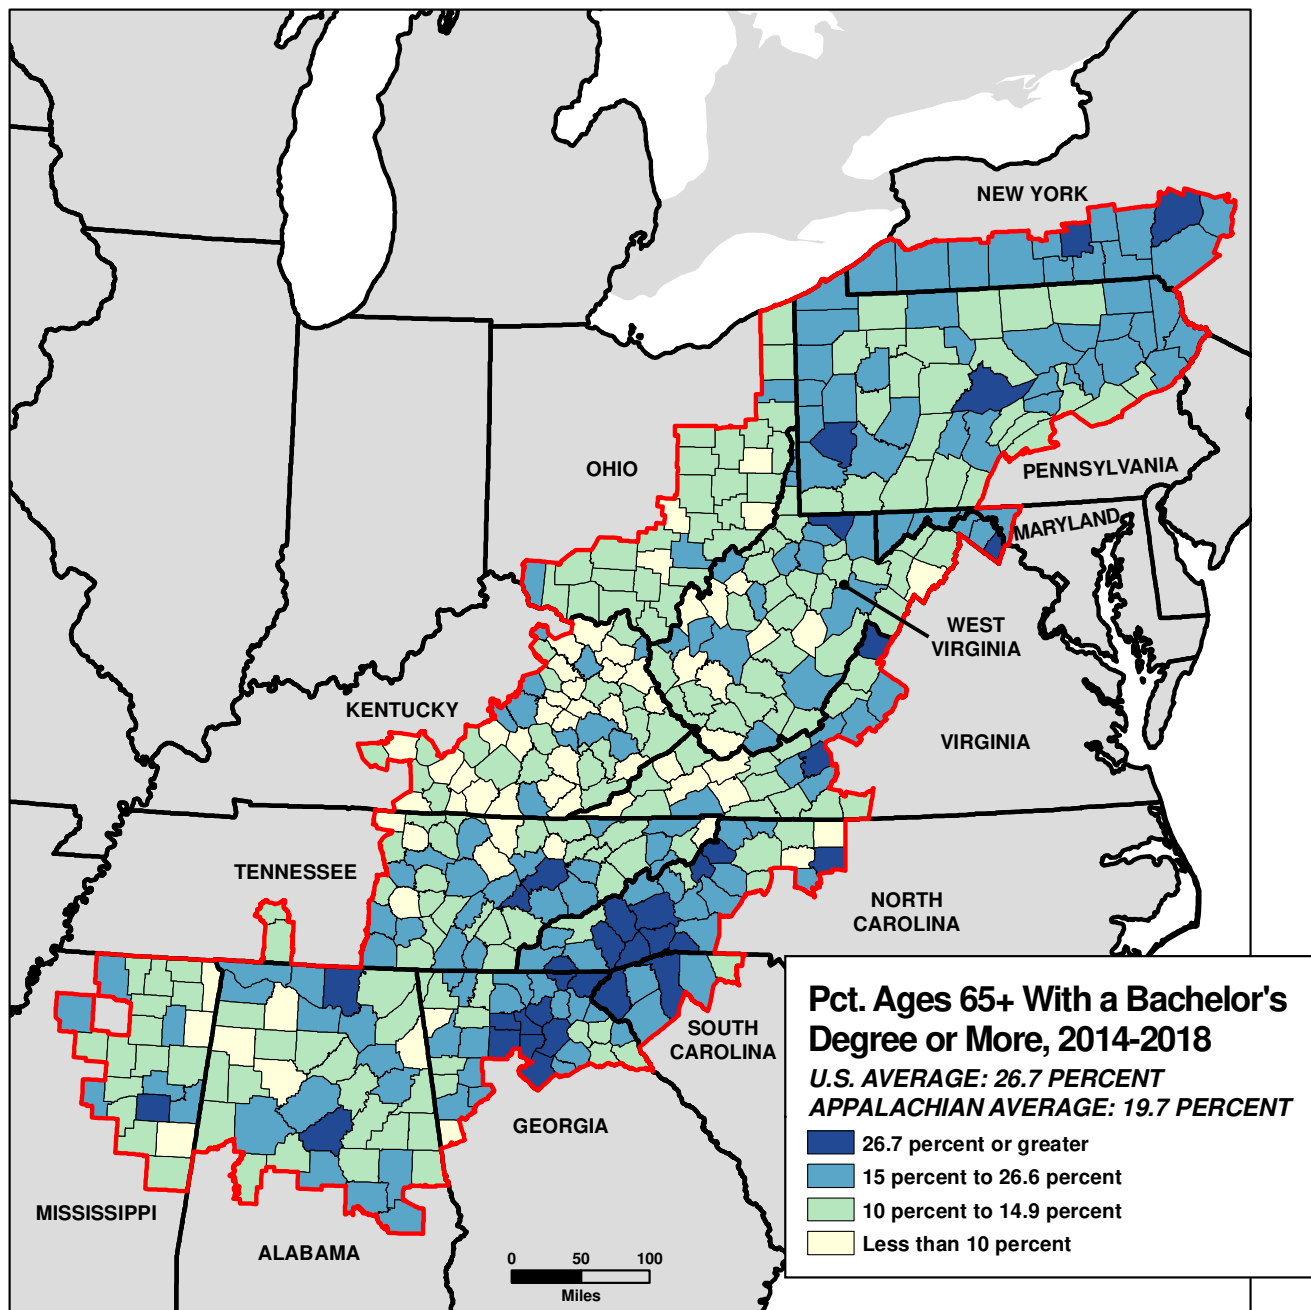 NEW YORK
OHIO
PENNSYLVANIA
MARYLAND
WEST
VIRGINIA
KENTUCKY
VIRGINIA
TENNESSEE
NORTH
CAROLINA
SOUTH
CAROLINA
GEORGIA
MISSISSIPPI
ALABAMA
Pct. Ages 65+ With a Bachelor's
Degree or More, 2014-2018
U.S. AVERAGE: 26.7 PERCENT
APPALACHIAN AVERAGE: 19.7 PERCENT
26.7 percent or greater
15 percent to 26.6 percent
10 percent to 14.9 percent
Less than 10 percent
0 50 100
Miles